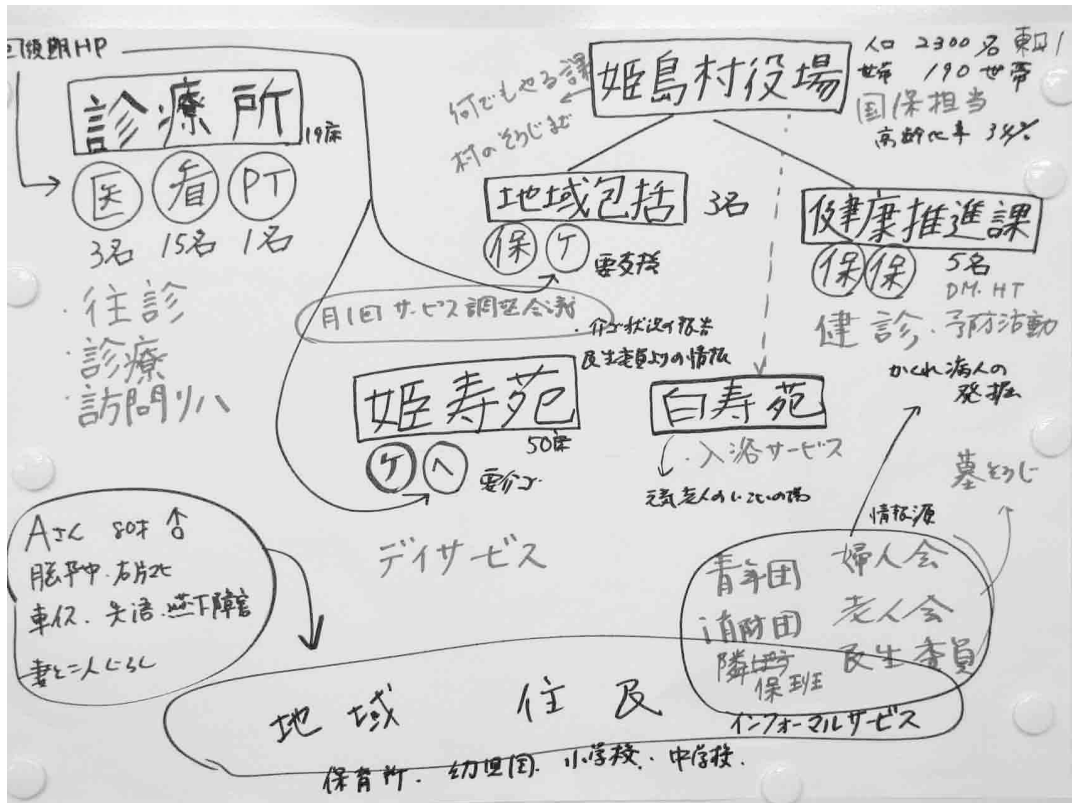 回復期HP
診療所
19床
医 看 PT
3名 15名 1名
・往診
・診療
訪問リハ
何でもやる課
村のそうじまで
姫島村役場
人口 2300名
世帯 190世帯
国保担当
高齢化率
地域包括 3名
保 ケ 要支援
健康推進課
保 保 5名
DM.HT
健診・予防活動
かくれ病人の
発掘
月1回 サービス調整会議
・介護状況の報告
民生委員よりの情報
姫寿苑
50床
ケ ヘ 要介護
デイサービス
白寿苑
・入浴サービス
元気老人のいこいの場
墓そうじ
情報源
青年団 婦人会
消防団 老人会
民生委員
保班
インフォーマルサービス
Aさん 80才 ♂
脳卒中・右片マヒ
車イス・失語・嚥下障害
妻と二人ぐらし
地域住民
保育所・幼児園・小学校・中学校